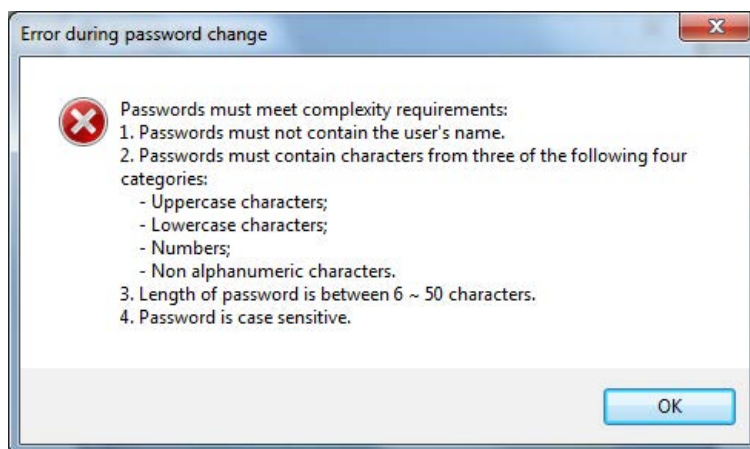 Error during password change
Passwords must meet complexity requirements:
1. Passwords must not contain the user's name.
2. Passwords must contain characters from three of the following four
categories:
- Uppercase characters;
- Lowercase characters;
- Numbers;
- Non alphanumeric characters.
3. Length of password is between 6 ~ 50 characters.
4. Password is case sensitive.
OK